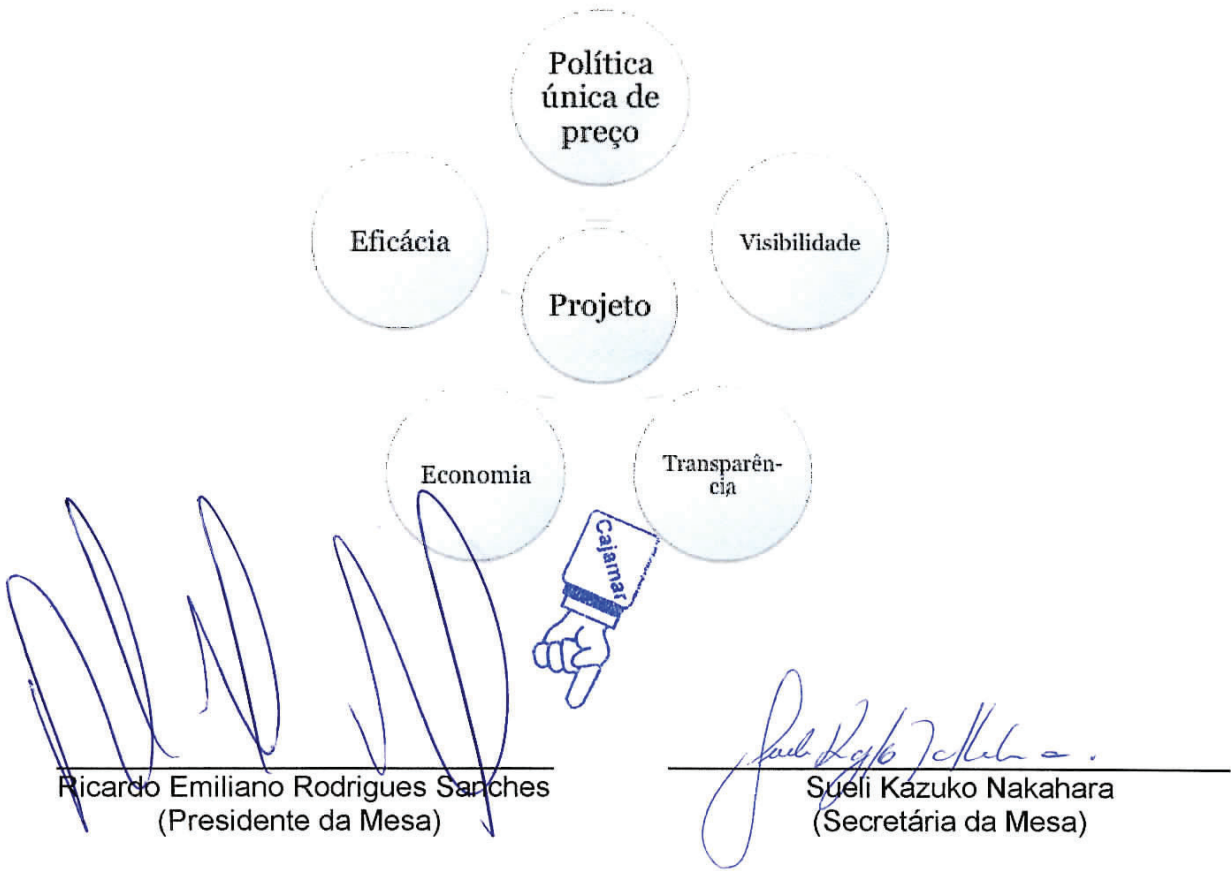 Política
única de
preço
Eficácia
Visibilidade
Projeto
Economia
Transparên-
cia
Cajamar
Ricardo Emiliano Rodrigues Sanches
(Presidente da Mesa)
Sueli Kazuko Nakahara
(Secretária da Mesa)